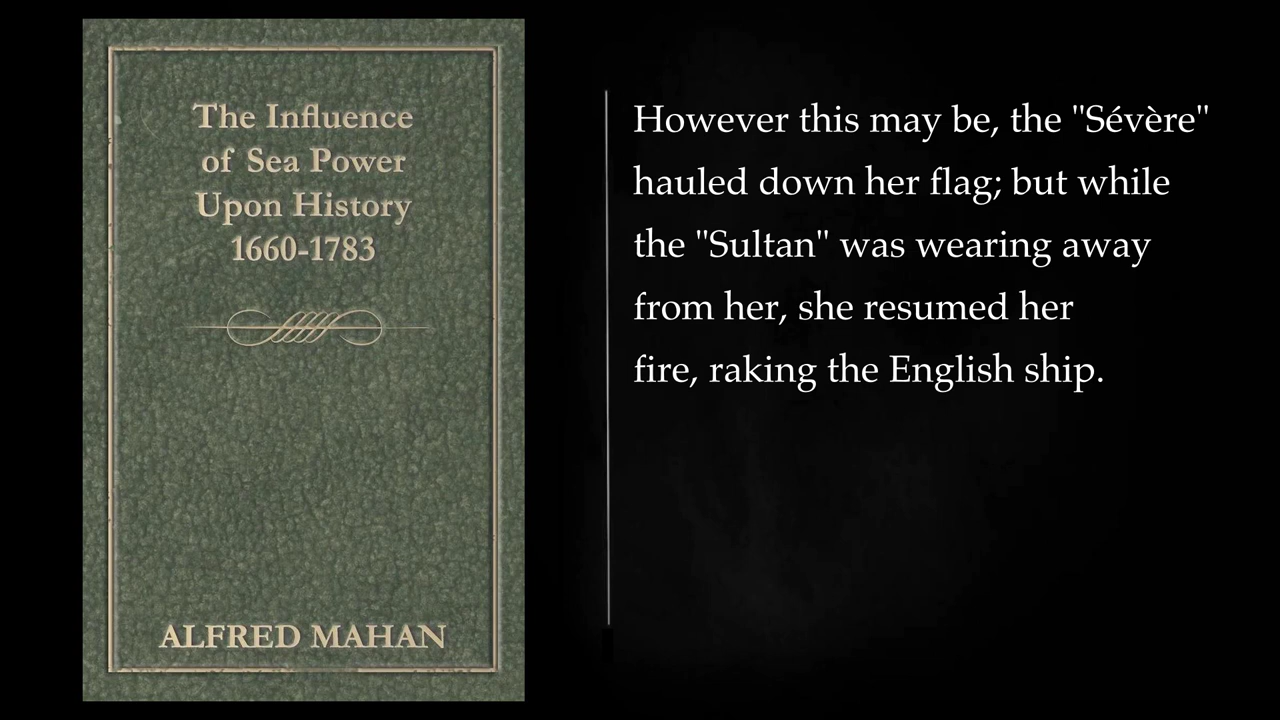 The Influence
of Sea Power
Upon History
1660-1783
ALFRED MAHAN
However this may be, the "Sévère"
hauled down her flag; but while
the "Sultan" was wearing away
from her, she resumed her
fire, raking the English ship.